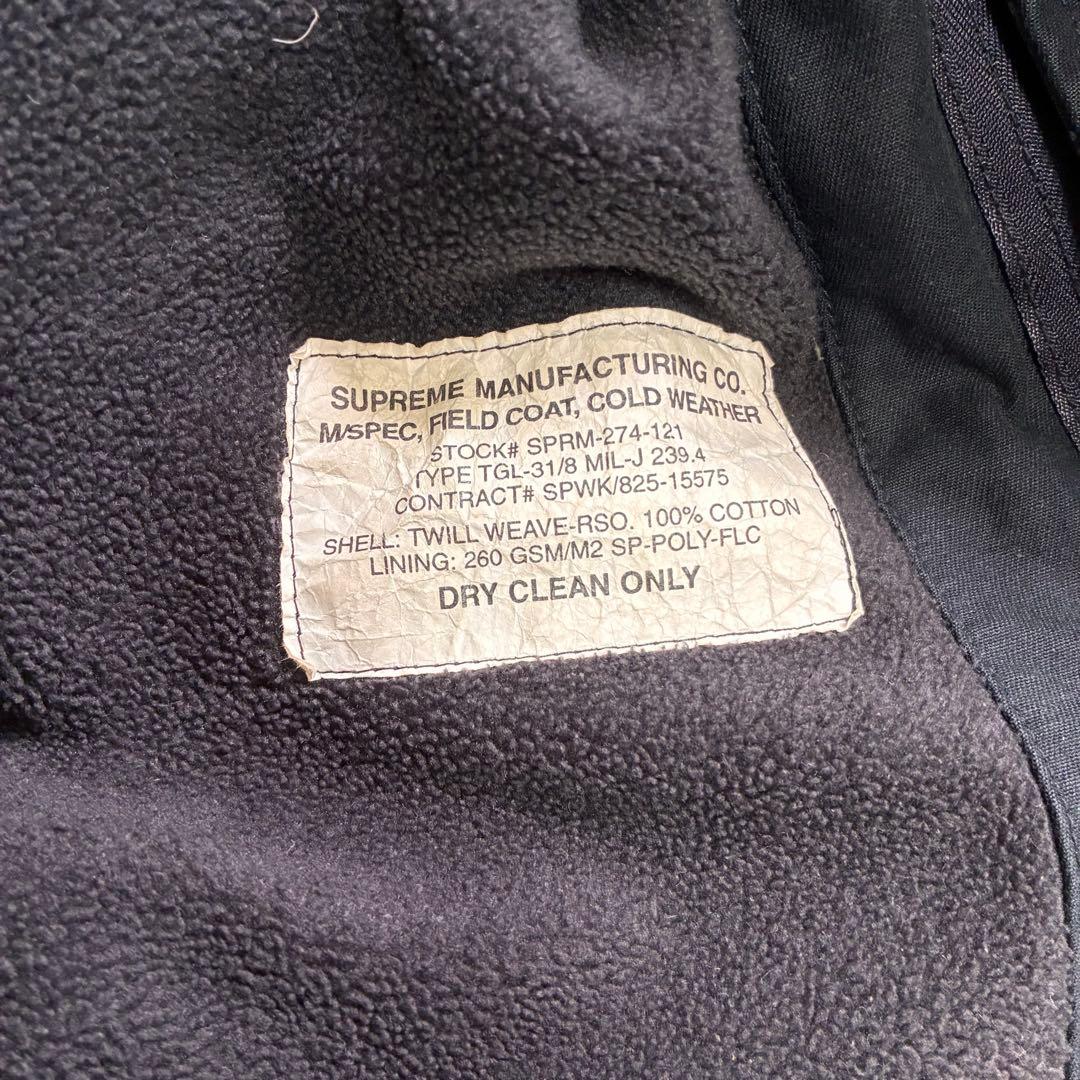 SUPREME MANUFACTURING CO.
M/SPEC, FIELD COAT, COLD WEATHER
STOCK# SPRM-274-121
TYPE TGL-31/8 MIL-J 239.4
CONTRACT# SPWK/825-15575
SHELL: TWILL WEAVE-RSO. 100% COTTON
LINING: 260 GSM/M2 SP-POLY-FLC
DRY CLEAN ONLY